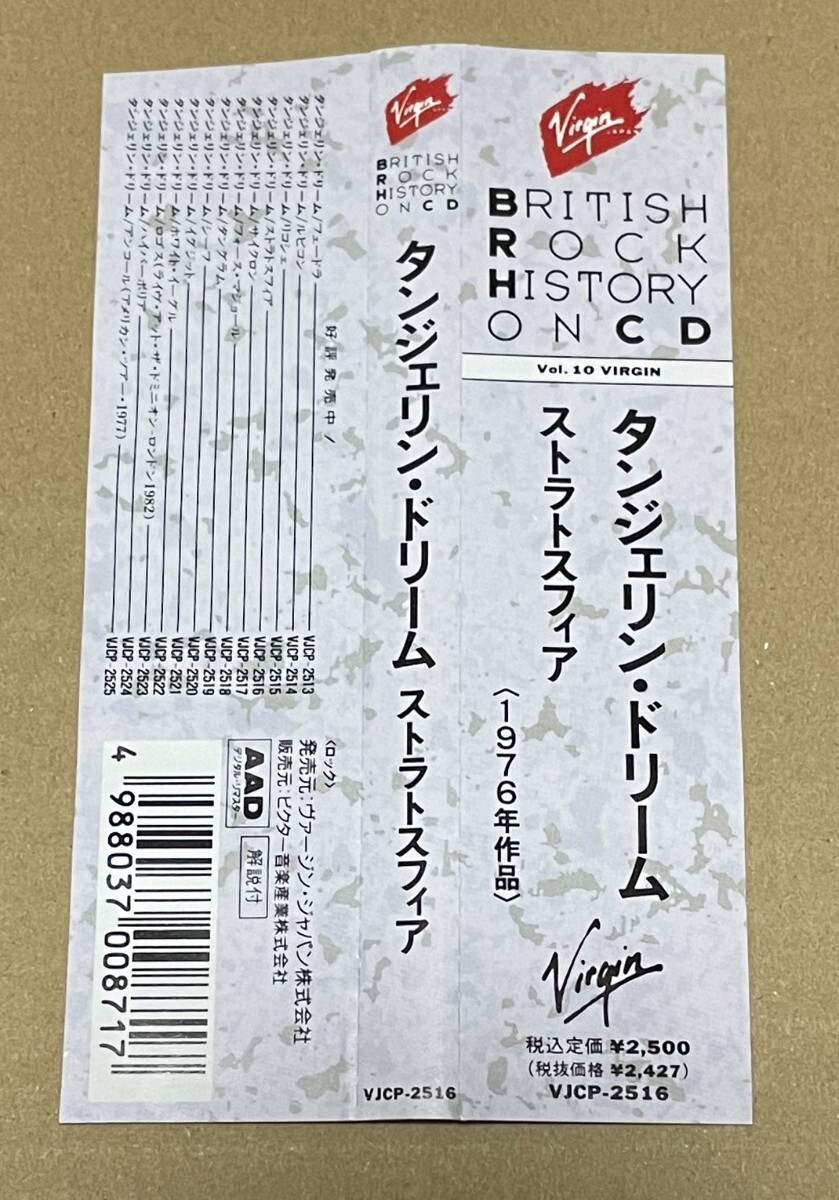 Virgin
JAPAN
BRITISH
ROCK
HISTORY
ON CD
Vol. 10 VIRGIN
タンジェリン・ドリーム
ストラトスフィア
〈1976年作品〉
Virgin
税込定価 ¥2,500
(税抜価格 ¥2,427)
VJCP-2516
Virgin
BRITISH
ROCK
HISTORY
ON CD
タンジェリン・ドリーム ストラトスフィア
VJCP-2516
好評発売中!
タンジェリン・ドリーム/フェードラ VJCP-2513
タンジェリン・ドリーム/ルビコン VJCP-2514
タンジェリン・ドリーム/リコシェ VJCP-2515
タンジェリン・ドリーム/ストラトスフィア VJCP-2516
タンジェリン・ドリーム/サイクロン VJCP-2517
タンジェリン・ドリーム/フォース・マジョール VJCP-2518
タンジェリン・ドリーム/タングラム VJCP-2519
タンジェリン・ドリーム/シーフ VJCP-2520
タンジェリン・ドリーム/イグジット VJCP-2521
タンジェリン・ドリーム/ホワイト・イーグル VJCP-2522
タンジェリン・ドリーム/ロゴス(ライヴ・アット・ザ・ドミニオン-ロンドン1982) VJCP-2523
タンジェリン・ドリーム/ハイパーボリア VJCP-2524
タンジェリン・ドリーム/アンコール(アメリカン・ツアー・1977) VJCP-2525
〈ロック〉
発売元:ヴァージン・ジャパン株式会社
販売元:ビクター音楽産業株式会社
AAD
デジタル・リマスター
解説付
4 988037 008717